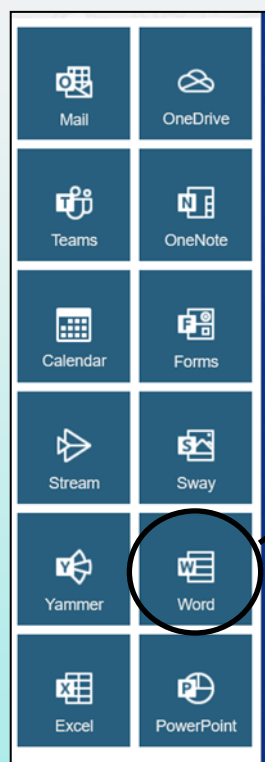 Mail OneDrive
Teams OneNote
Calendar Forms
Stream Sway
Yammer Word
Excel PowerPoint